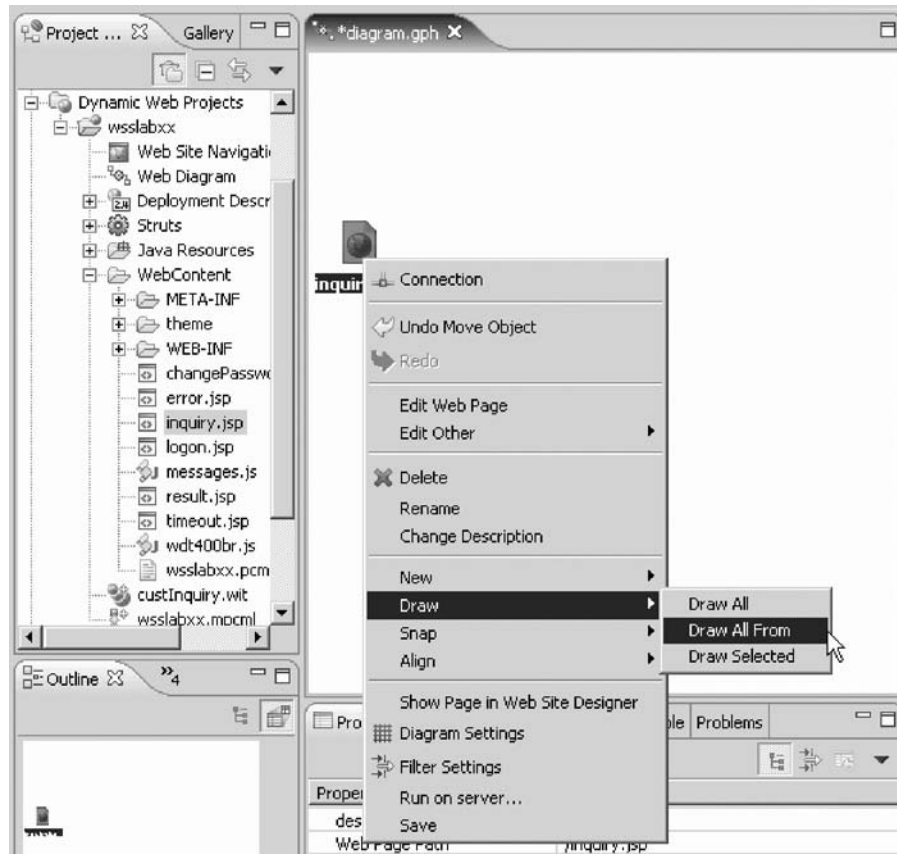 Project ... Gallery
*diagram.gph
Dynamic Web Projects
wsslabxx
Web Site Navigati
Web Diagram
Deployment Descr
Struts
Java Resources
WebContent
META-INF
theme
WEB-INF
changePasswo
error.jsp
inquiry.jsp
logon.jsp
messages.js
result.jsp
timeout.jsp
wdt400br.js
wsslabxx.pcm
custInquiry.wit
wsslabxx.mpcml
inquir
Connection
Undo Move Object
Redo
Edit Web Page
Edit Other
Delete
Rename
Change Description
New
Draw
Snap
Align
Show Page in Web Site Designer
Diagram Settings
Filter Settings
Run on server...
Save
Draw All
Draw All From
Draw Selected
Outline »4
Pro ble Problems
Proper
des
Web Page Path /inquiry.jsp